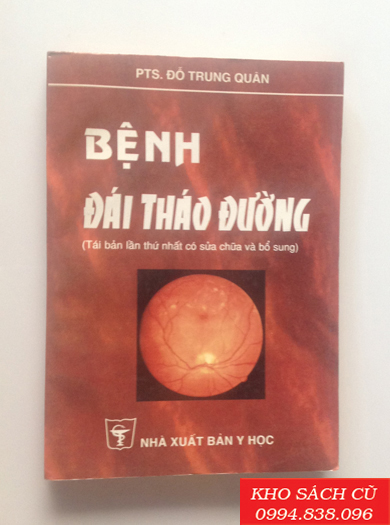 PTS. ĐỖ TRUNG QUÂN
BỆNH
ĐÁI THÁO ĐƯỜNG
(Tái bản lần thứ nhất có sửa chữa và bổ sung)
NHÀ XUẤT BẢN Y HỌC
KHO SÁCH CŨ
0994.838.096